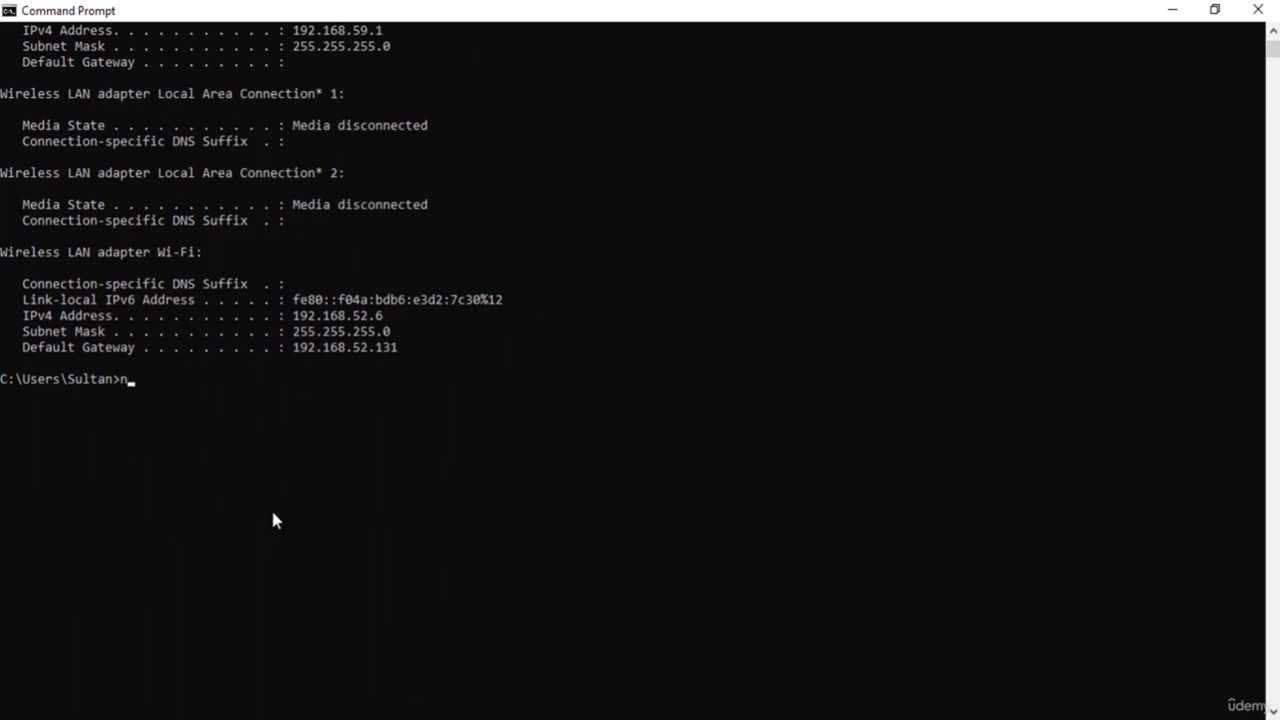 Command Prompt
IPv4 Address. . . . . . . . . . . : 192.168.59.1
Subnet Mask . . . . . . . . . . . : 255.255.255.0
Default Gateway . . . . . . . . . :
Wireless LAN adapter Local Area Connection* 1:
Media State . . . . . . . . . . . : Media disconnected
Connection-specific DNS Suffix  . :
Wireless LAN adapter Local Area Connection* 2:
Media State . . . . . . . . . . . : Media disconnected
Connection-specific DNS Suffix  . :
Wireless LAN adapter Wi-Fi:
Connection-specific DNS Suffix  . :
Link-local IPv6 Address . . . . . : fe80::f04a:bdb6:e3d2:7c30%12
IPv4 Address. . . . . . . . . . . : 192.168.52.6
Subnet Mask . . . . . . . . . . . : 255.255.255.0
Default Gateway . . . . . . . . . : 192.168.52.131
C:\Users\Sultan>n_
ûdemy